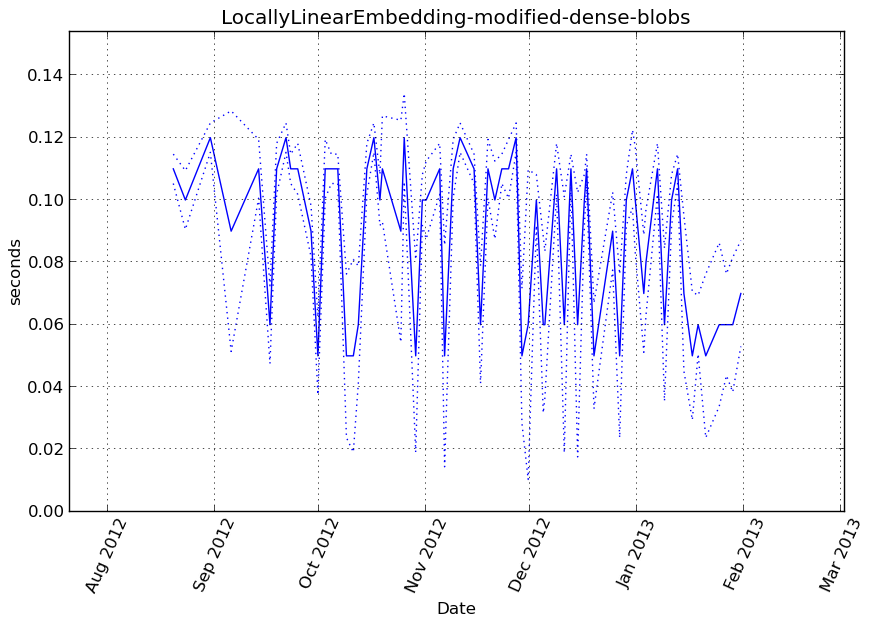 LocallyLinearEmbedding-modified-dense-blobs
0.14
0.12
0.10
0.08
0.06
0.04
0.02
0.00
seconds
Aug 2012
Sep 2012
Oct 2012
Nov 2012
Dec 2012
Jan 2013
Feb 2013
Mar 2013
Date